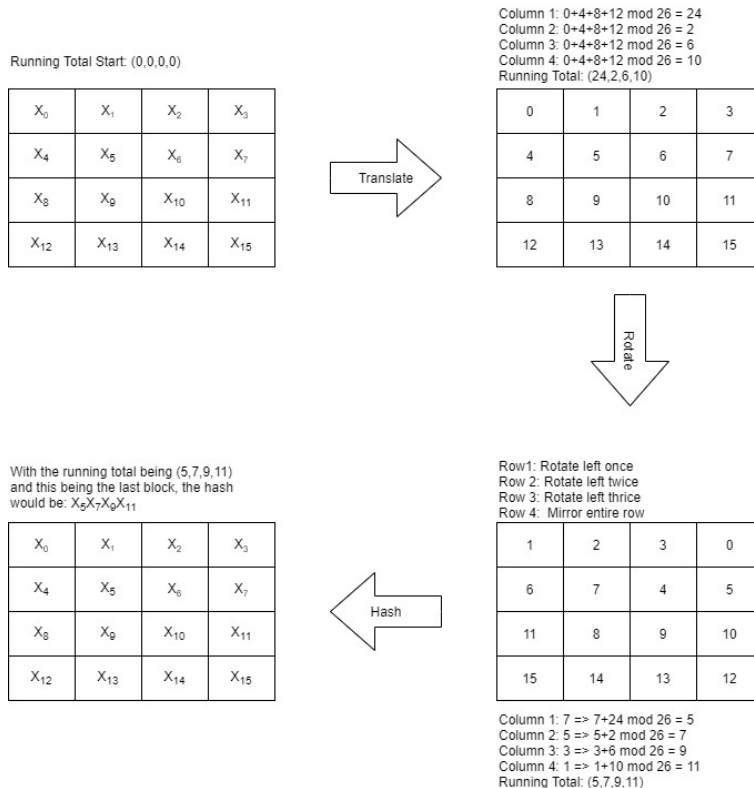 Running Total Start: (0,0,0,0)
X₀ X₁ X₂ X₃
X₄ X₅ X₆ X₇
X₈ X₉ X₁₀ X₁₁
X₁₂ X₁₃ X₁₄ X₁₅
Translate
Column 1: 0+4+8+12 mod 26 = 24
Column 2: 0+4+8+12 mod 26 = 2
Column 3: 0+4+8+12 mod 26 = 6
Column 4: 0+4+8+12 mod 26 = 10
Running Total: (24,2,6,10)
0 1 2 3
4 5 6 7
8 9 10 11
12 13 14 15
Rotate
Row1: Rotate left once
Row 2: Rotate left twice
Row 3: Rotate left thrice
Row 4: Mirror entire row
1 2 3 0
6 7 4 5
11 8 9 10
15 14 13 12
Column 1: 7 => 7+24 mod 26 = 5
Column 2: 5 => 5+2 mod 26 = 7
Column 3: 3 => 3+6 mod 26 = 9
Column 4: 1 => 1+10 mod 26 = 11
Running Total: (5,7,9,11)
Hash
With the running total being (5,7,9,11)
and this being the last block, the hash
would be: X₅X₇X₉X₁₁
X₀ X₁ X₂ X₃
X₄ X₅ X₆ X₇
X₈ X₉ X₁₀ X₁₁
X₁₂ X₁₃ X₁₄ X₁₅